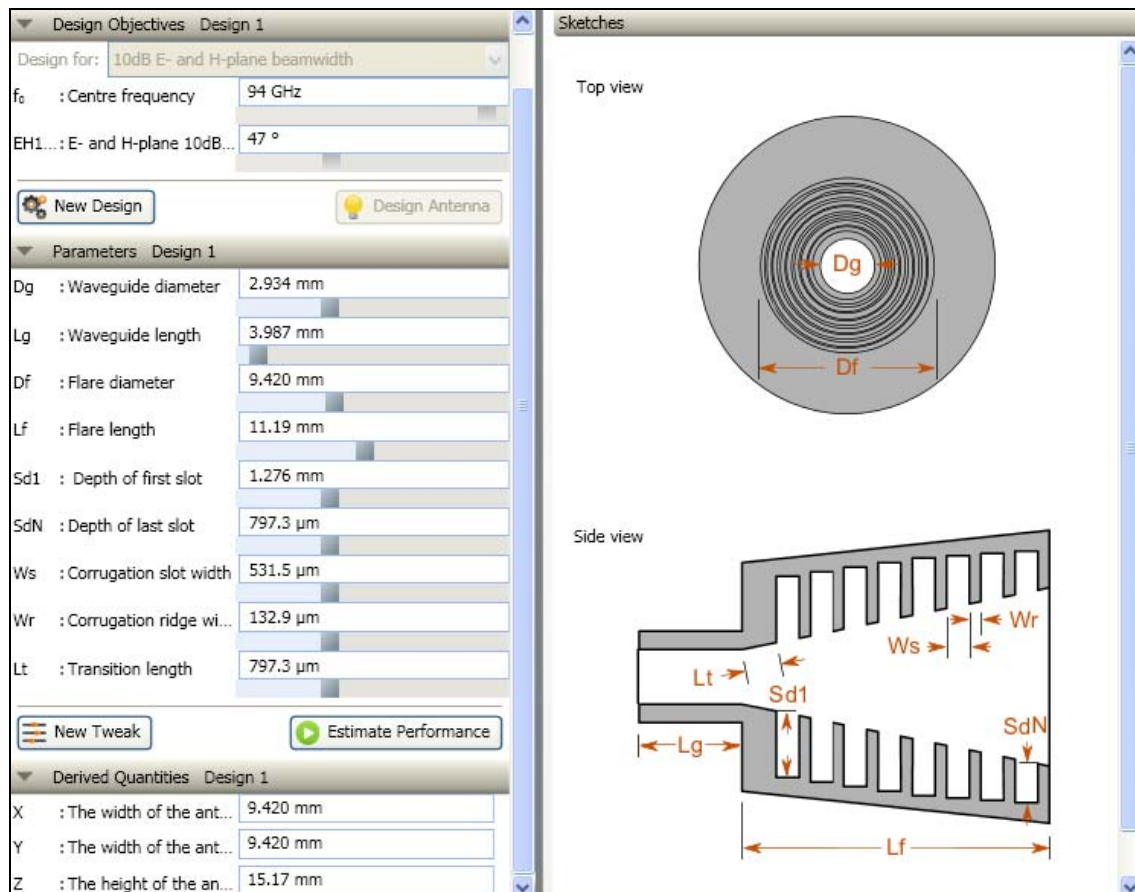 Design Objectives Design 1
Design for: 10dB E- and H-plane beamwidth
f₀ : Centre frequency 94 GHz
EH1... : E- and H-plane 10dB... 47 °
New Design Design Antenna
Parameters Design 1
Dg : Waveguide diameter 2.934 mm
Lg : Waveguide length 3.987 mm
Df : Flare diameter 9.420 mm
Lf : Flare length 11.19 mm
Sd1 : Depth of first slot 1.276 mm
SdN : Depth of last slot 797.3 µm
Ws : Corrugation slot width 531.5 µm
Wr : Corrugation ridge wi... 132.9 µm
Lt : Transition length 797.3 µm
New Tweak Estimate Performance
Derived Quantities Design 1
X : The width of the ant... 9.420 mm
Y : The width of the ant... 9.420 mm
Z : The height of the an... 15.17 mm
Sketches
Top view
Dg
Df
Side view
Wr
Ws
Lt
Sd1
SdN
Lg
Lf